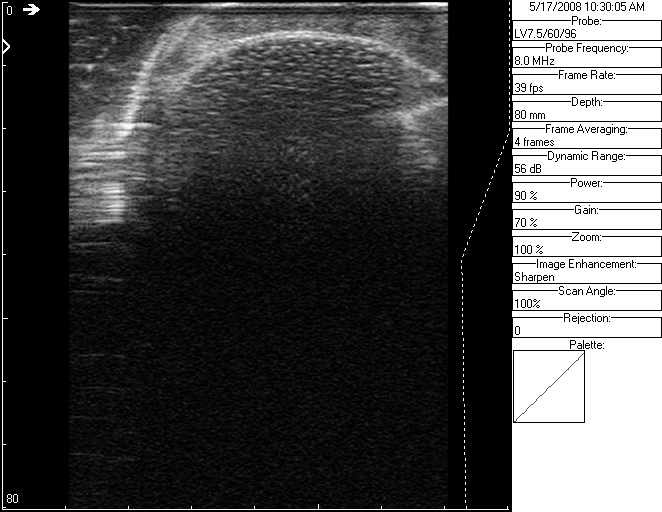 0
80
5/17/2008 10:30:05 AM
Probe:
LV7.5/60/96
Probe Frequency:
8.0 MHz
Frame Rate:
39 fps
Depth:
80 mm
Frame Averaging:
4 frames
Dynamic Range:
56 dB
Power:
90 %
Gain:
70 %
Zoom:
100 %
Image Enhancement:
Sharpen
Scan Angle:
100%
Rejection:
0
Palette: